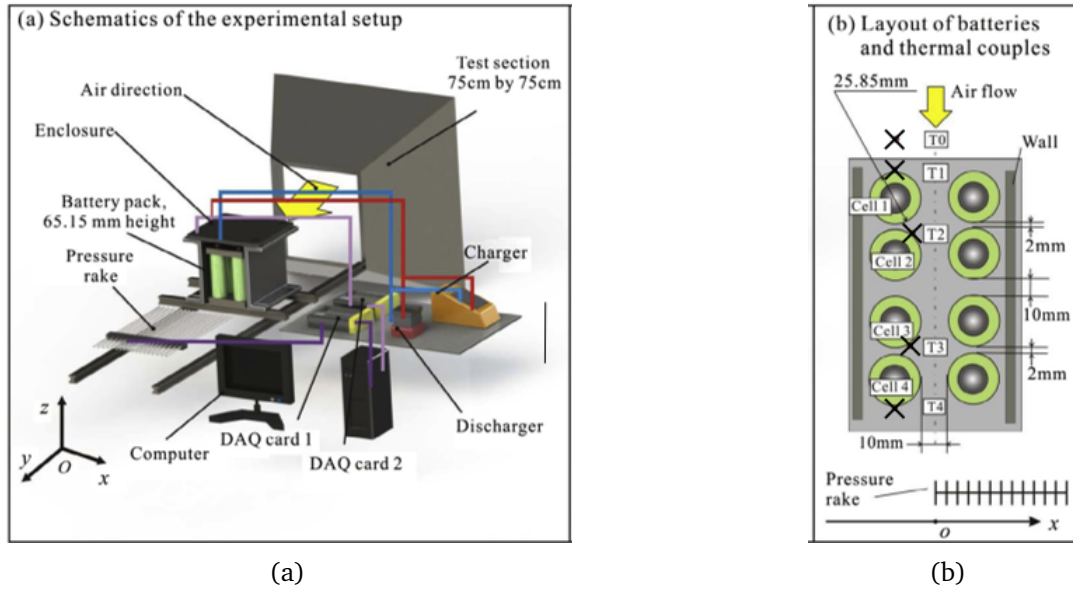 (a) Schematics of the experimental setup
Test section
75cm by 75cm
Air direction
Enclosure
Battery pack,
65.15 mm height
Pressure
rake
Charger
z
y
O
x
Computer
DAQ card 1
DAQ card 2
Discharger
(a)
(b) Layout of batteries
and thermal couples
25.85mm
Air flow
T0
Wall
T1
Cell 1
T2
2mm
Cell 2
10mm
Cell 3
T3
2mm
Cell 4
T4
10mm
Pressure
rake
o
x
(b)